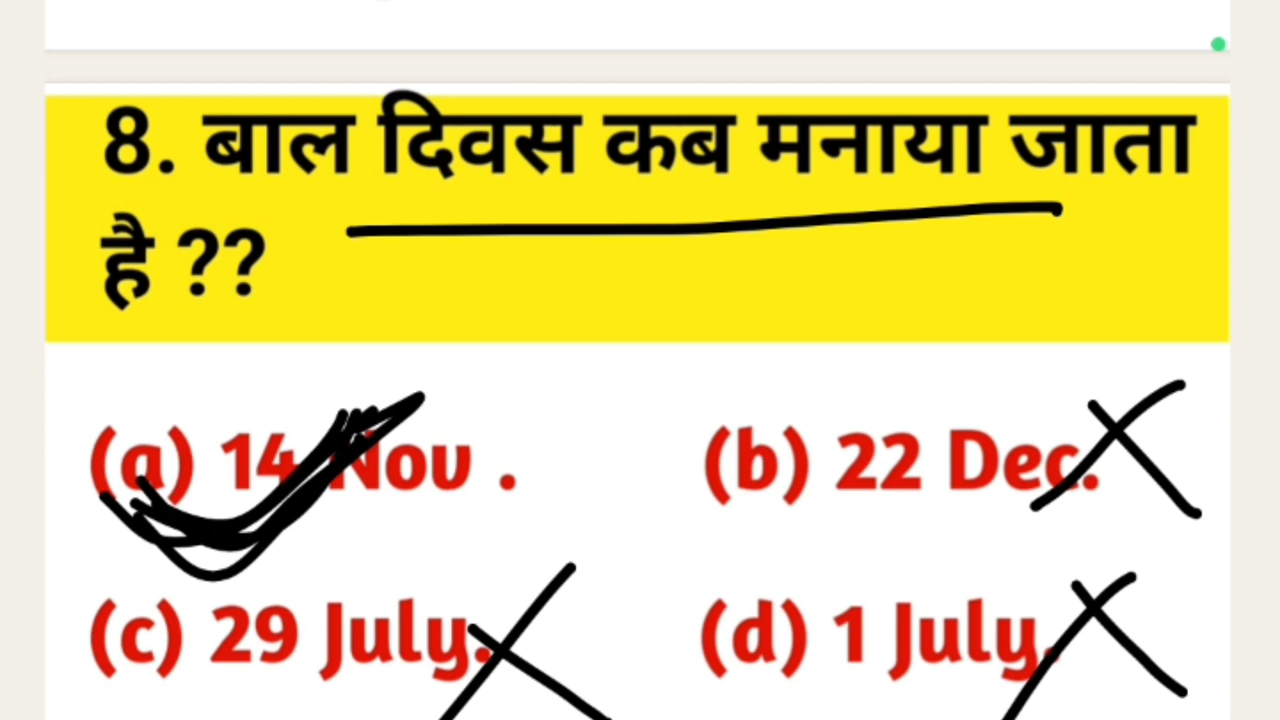 8. बाल दिवस कब मनाया जाता
है ??
(a) 14 Nov .
(b) 22 Dec.
(c) 29 July.
(d) 1 July.